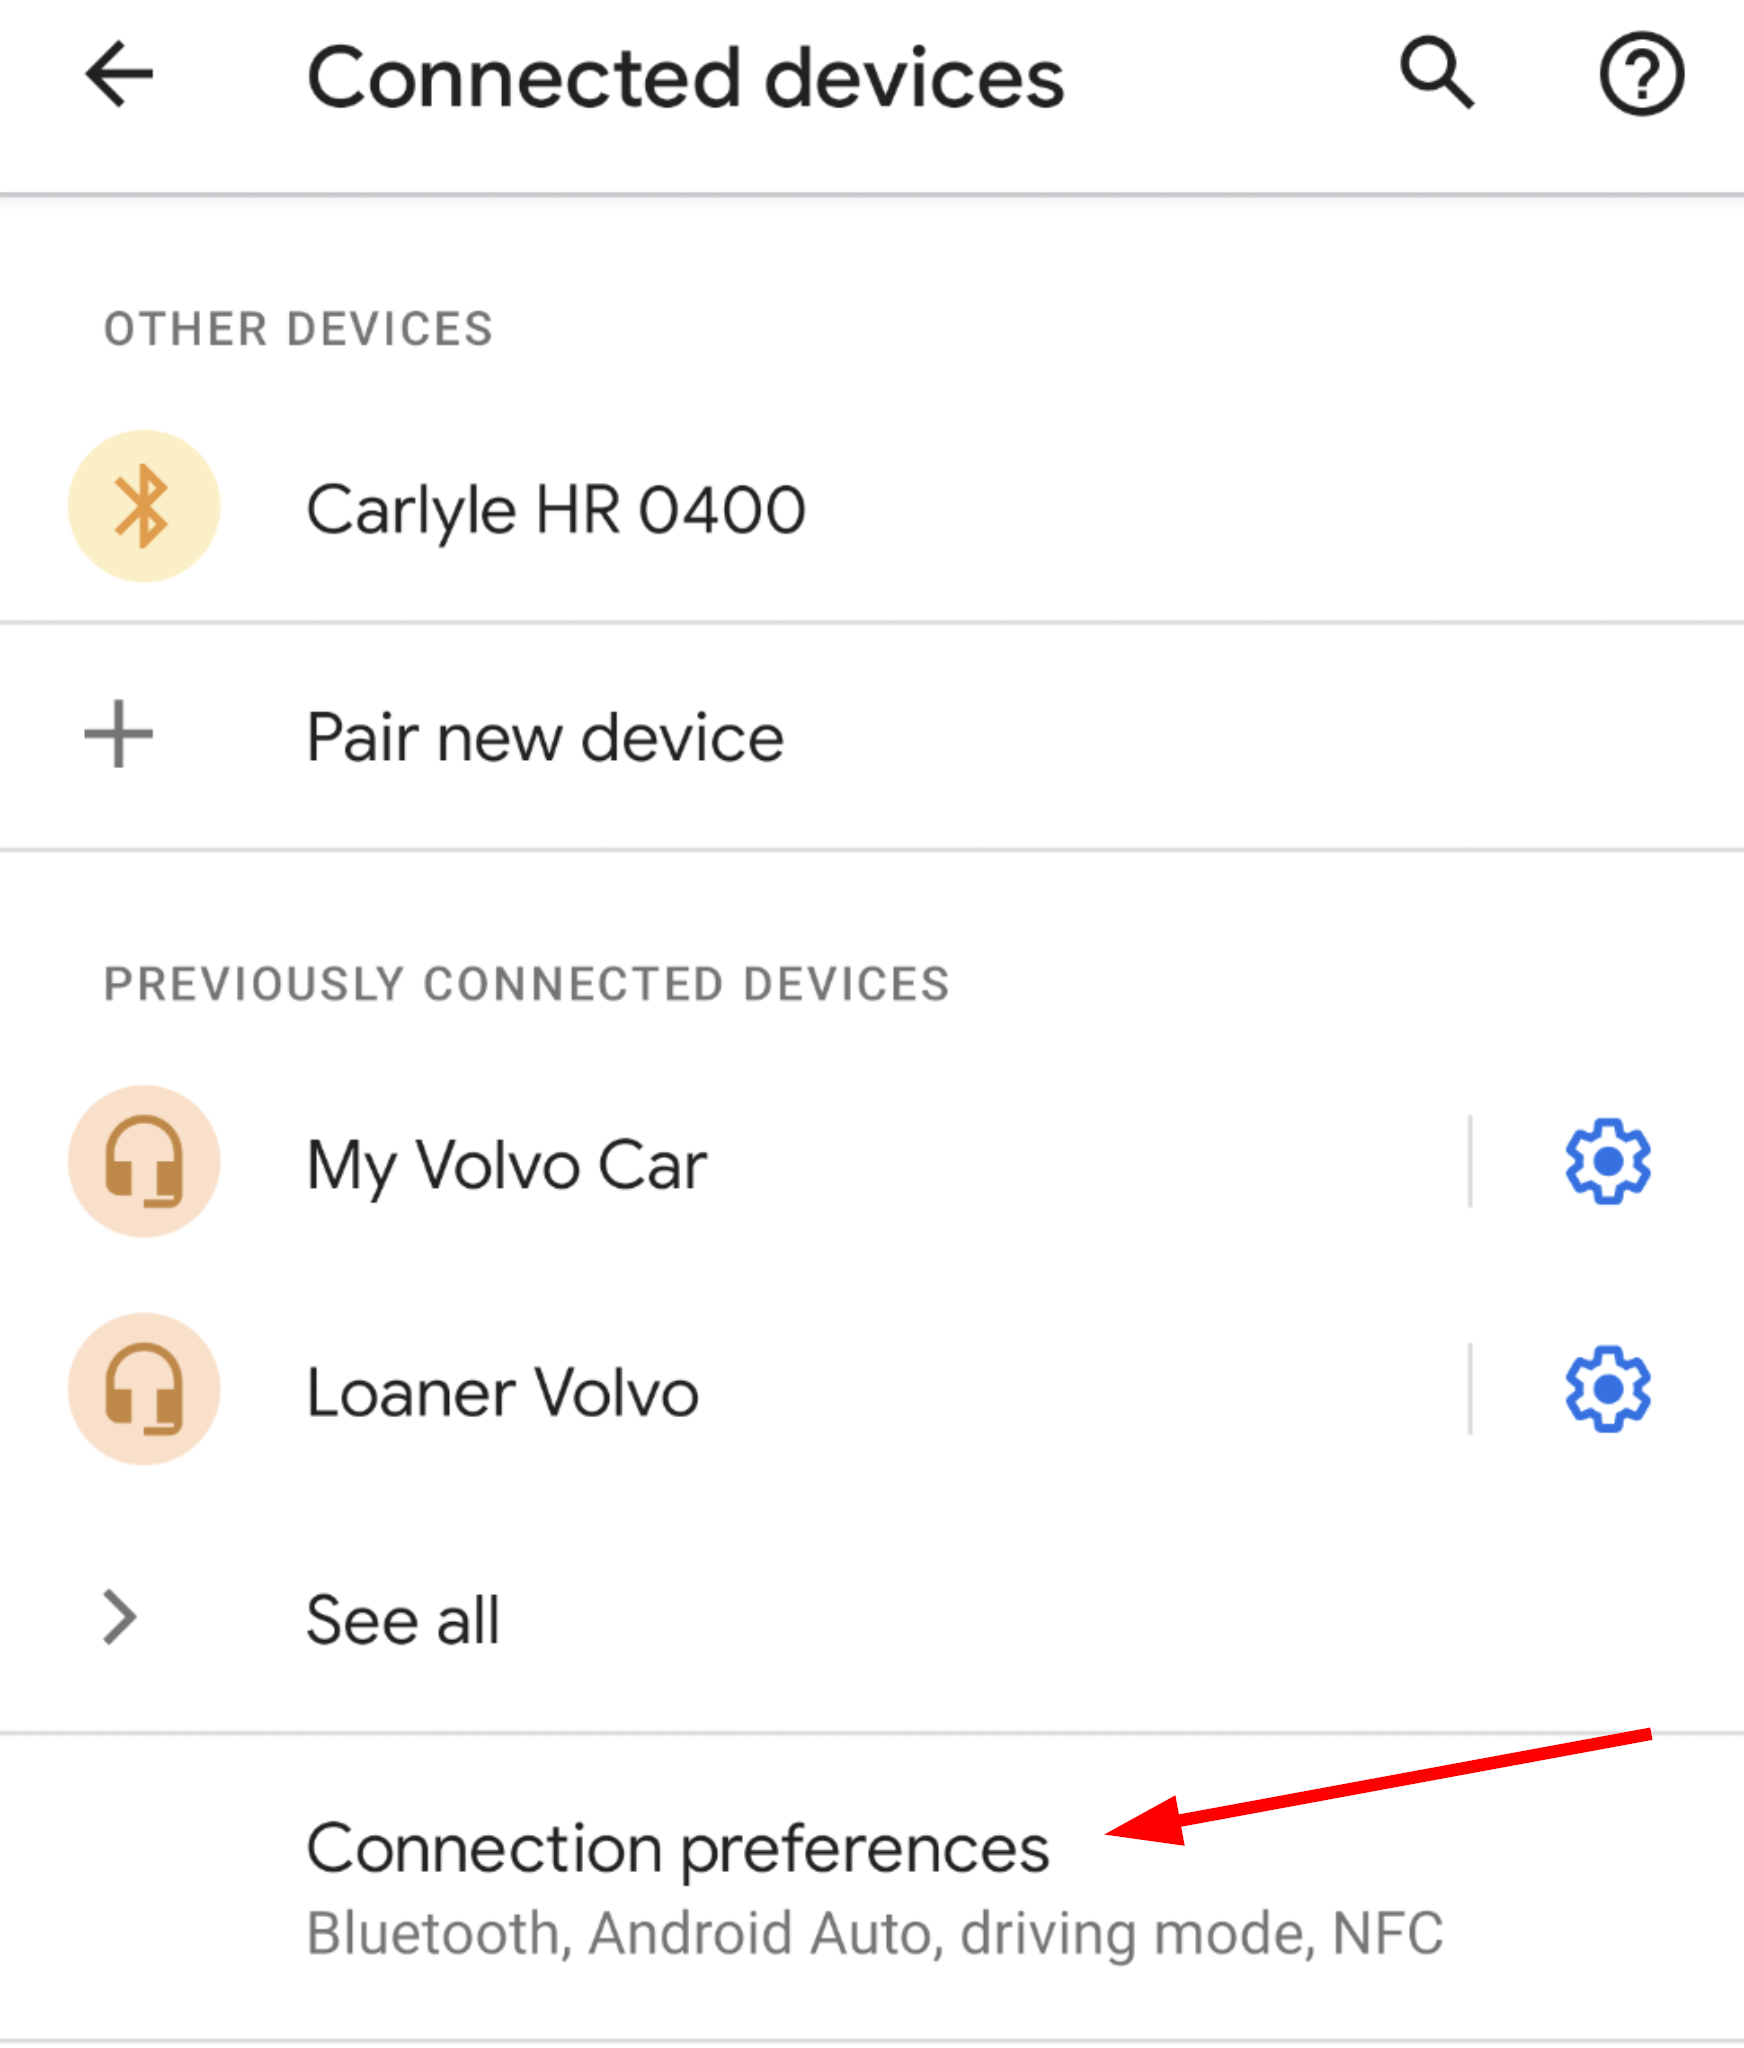 Connected devices
OTHER DEVICES
Carlyle HR 0400
Pair new device
PREVIOUSLY CONNECTED DEVICES
My Volvo Car
Loaner Volvo
See all
Connection preferences
Bluetooth, Android Auto, driving mode, NFC